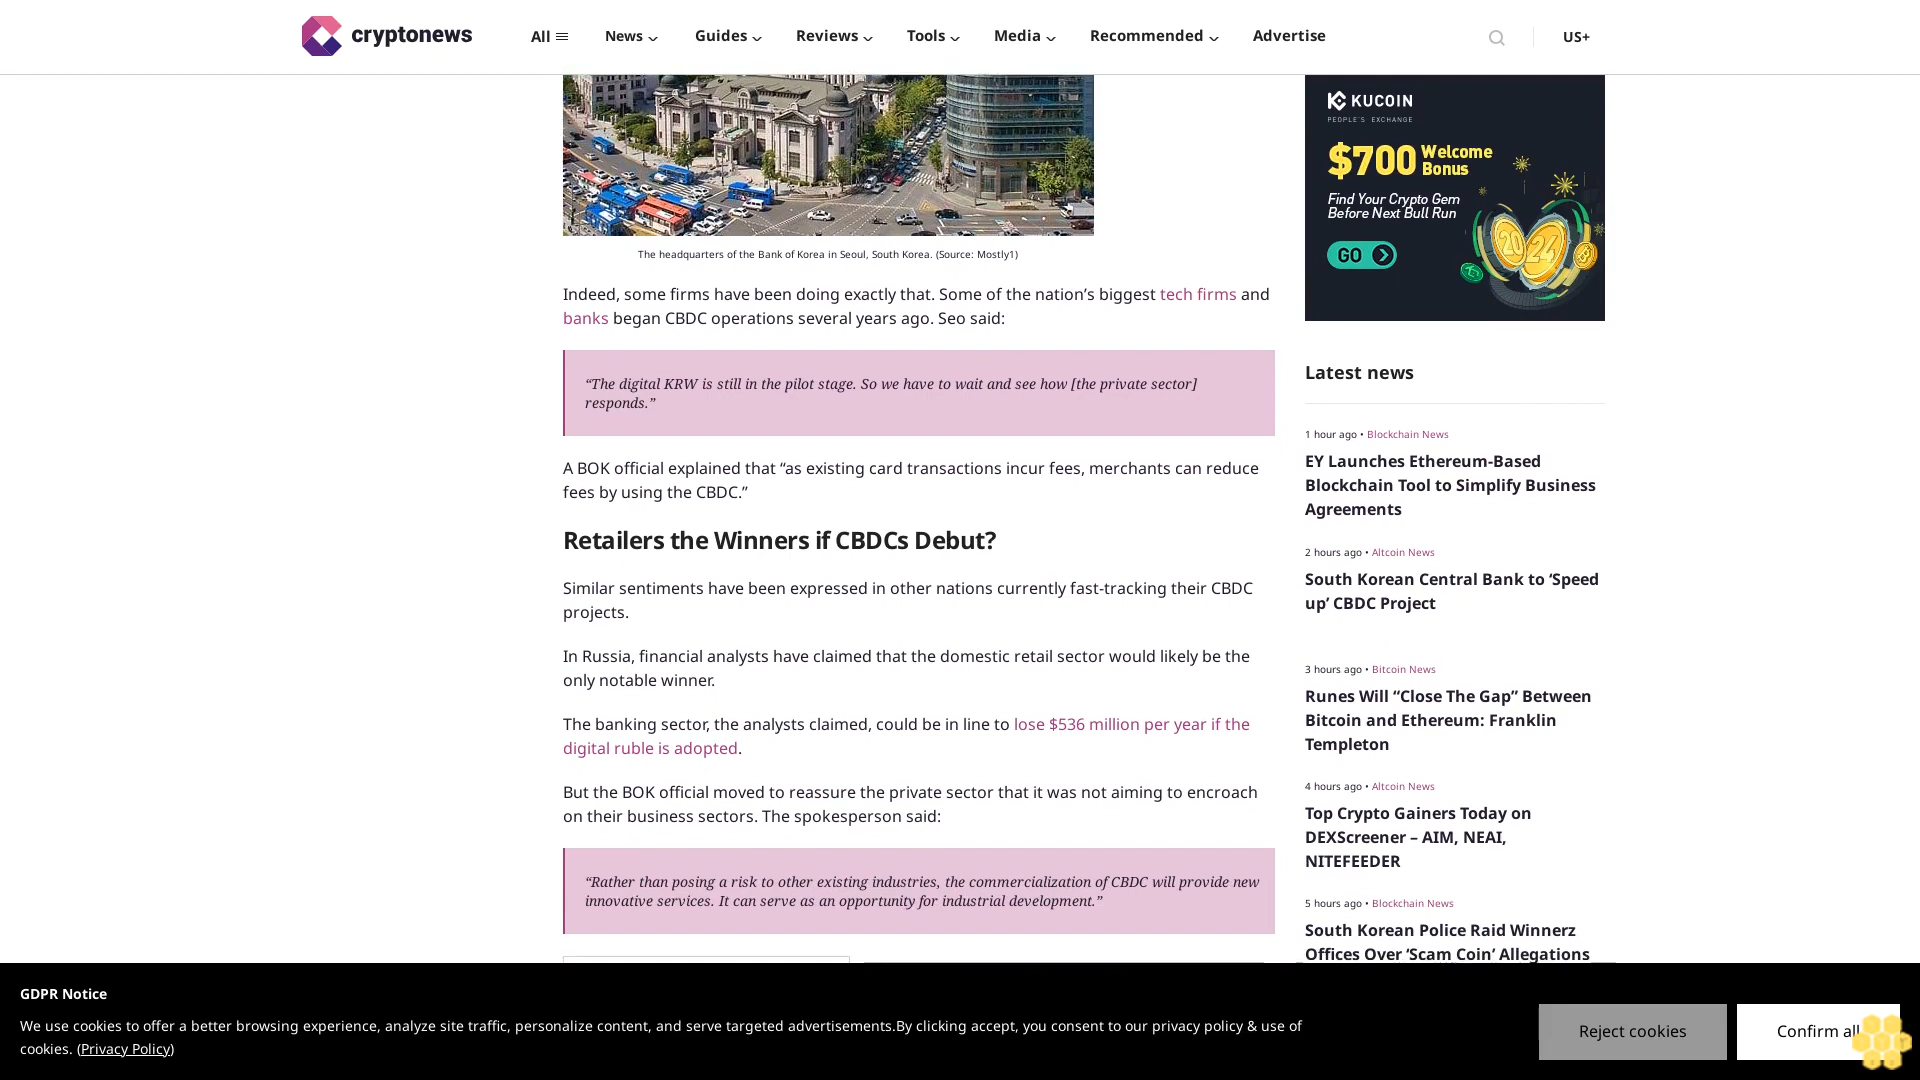 cryptonews
All
News
Guides
Reviews
Tools
Media
Recommended
Advertise
US+
The headquarters of the Bank of Korea in Seoul, South Korea. (Source: Mostly1)
Indeed, some firms have been doing exactly that. Some of the nation’s biggest tech firms and
banks began CBDC operations several years ago. Seo said:
“The digital KRW is still in the pilot stage. So we have to wait and see how [the private sector]
responds.”
A BOK official explained that “as existing card transactions incur fees, merchants can reduce
fees by using the CBDC.”
Retailers the Winners if CBDCs Debut?
Similar sentiments have been expressed in other nations currently fast-tracking their CBDC
projects.
In Russia, financial analysts have claimed that the domestic retail sector would likely be the
only notable winner.
The banking sector, the analysts claimed, could be in line to lose $536 million per year if the
digital ruble is adopted.
But the BOK official moved to reassure the private sector that it was not aiming to encroach
on their business sectors. The spokesperson said:
“Rather than posing a risk to other existing industries, the commercialization of CBDC will provide new
innovative services. It can serve as an opportunity for industrial development.”
KUCOIN
PEOPLE'S EXCHANGE
$700 Welcome
Bonus
Find Your Crypto Gem
Before Next Bull Run
GO
20 24
Latest news
1 hour ago • Blockchain News
EY Launches Ethereum-Based
Blockchain Tool to Simplify Business
Agreements
2 hours ago • Altcoin News
South Korean Central Bank to ‘Speed
up’ CBDC Project
3 hours ago • Bitcoin News
Runes Will “Close The Gap” Between
Bitcoin and Ethereum: Franklin
Templeton
4 hours ago • Altcoin News
Top Crypto Gainers Today on
DEXScreener – AIM, NEAI,
NITEFEEDER
5 hours ago • Blockchain News
South Korean Police Raid Winnerz
Offices Over ‘Scam Coin’ Allegations
GDPR Notice
We use cookies to offer a better browsing experience, analyze site traffic, personalize content, and serve targeted advertisements.By clicking accept, you consent to our privacy policy & use of
cookies. (Privacy Policy)
Reject cookies
Confirm all